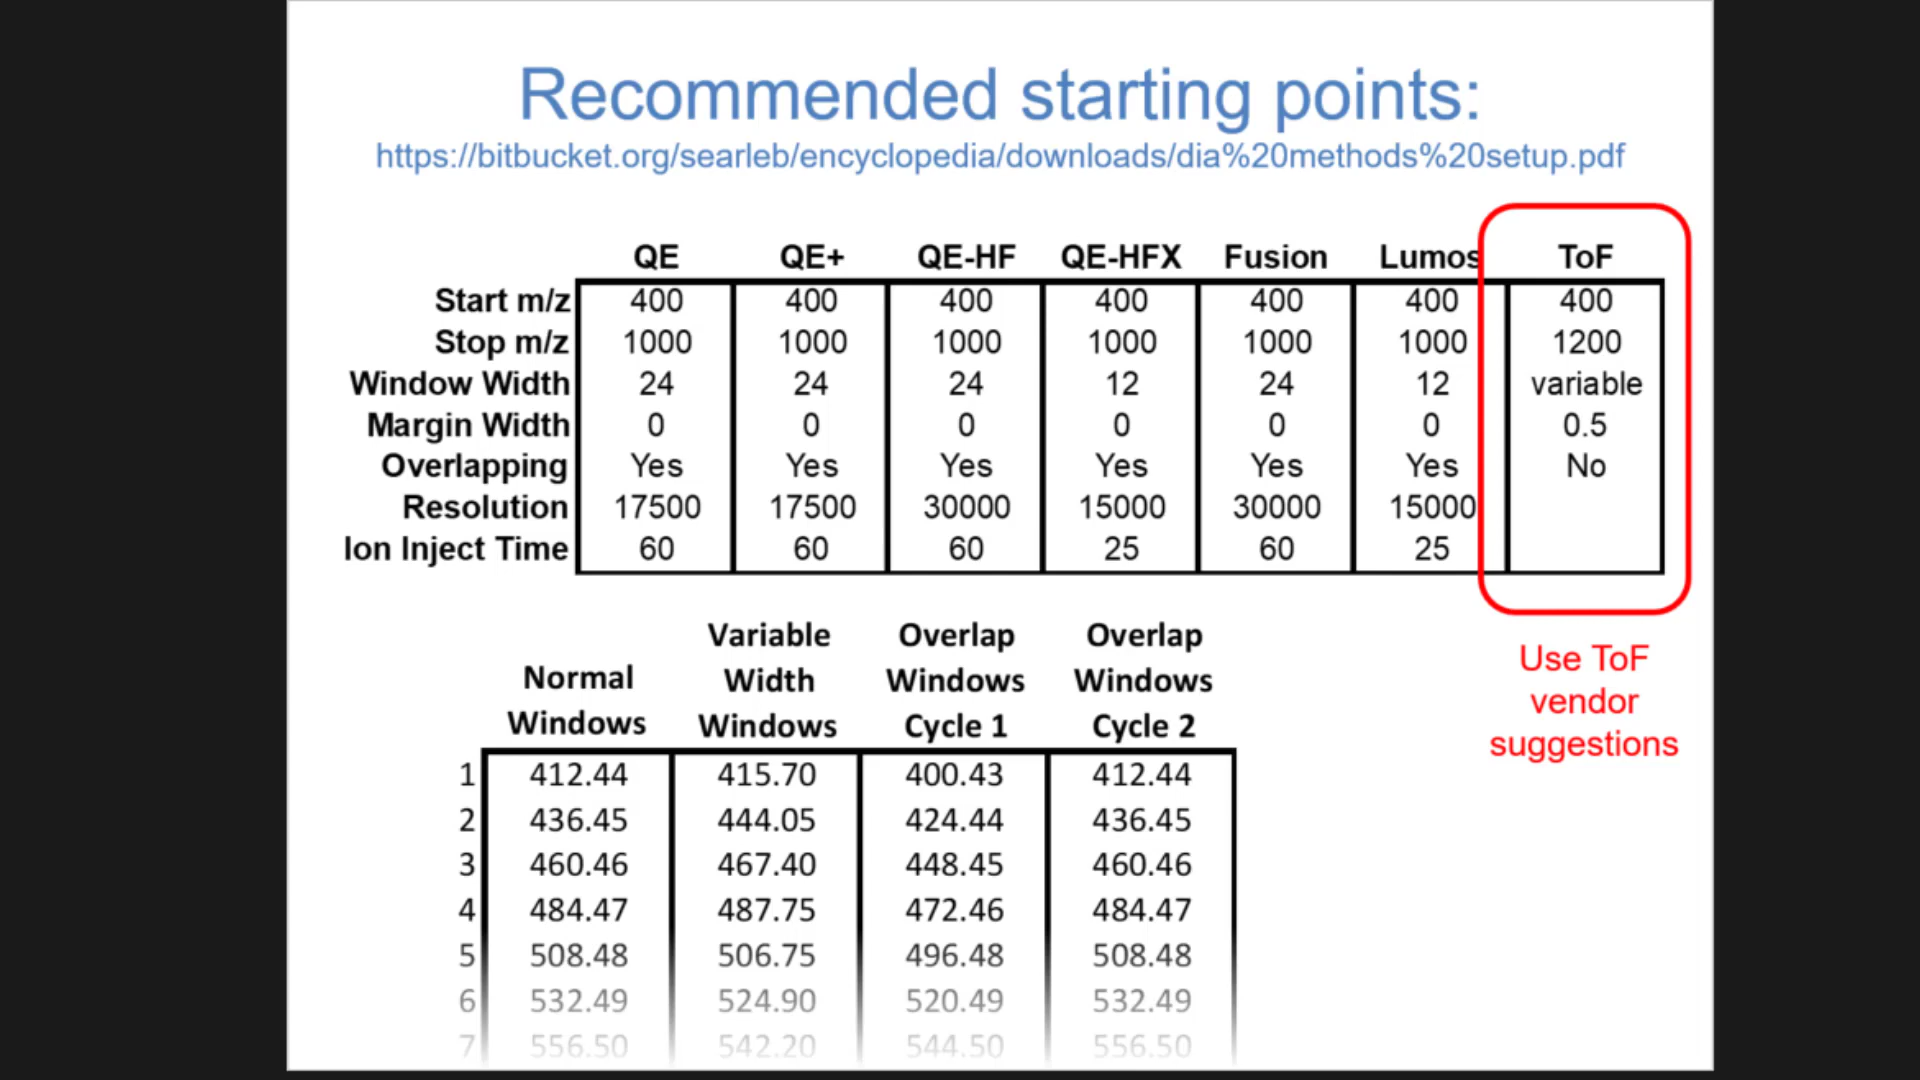 Recommended starting points:
https://bitbucket.org/searleb/encyclopedia/downloads/dia%20methods%20setup.pdf
QE QE+ QE-HF QE-HFX Fusion Lumos ToF
Start m/z 400 400 400 400 400 400 400
Stop m/z 1000 1000 1000 1000 1000 1000 1200
Window Width 24 24 24 12 24 12 variable
Margin Width 0 0 0 0 0 0 0.5
Overlapping Yes Yes Yes Yes Yes Yes No
Resolution 17500 17500 30000 15000 30000 15000
Ion Inject Time 60 60 60 25 60 25
Use ToF
vendor
suggestions
Variable Overlap Overlap
Normal Width Windows Windows
Windows Windows Cycle 1 Cycle 2
1 412.44 415.70 400.43 412.44
2 436.45 444.05 424.44 436.45
3 460.46 467.40 448.45 460.46
4 484.47 487.75 472.46 484.47
5 508.48 506.75 496.48 508.48
6 532.49 524.90 520.49 532.49
7 556.50 542.20 544.50 556.50